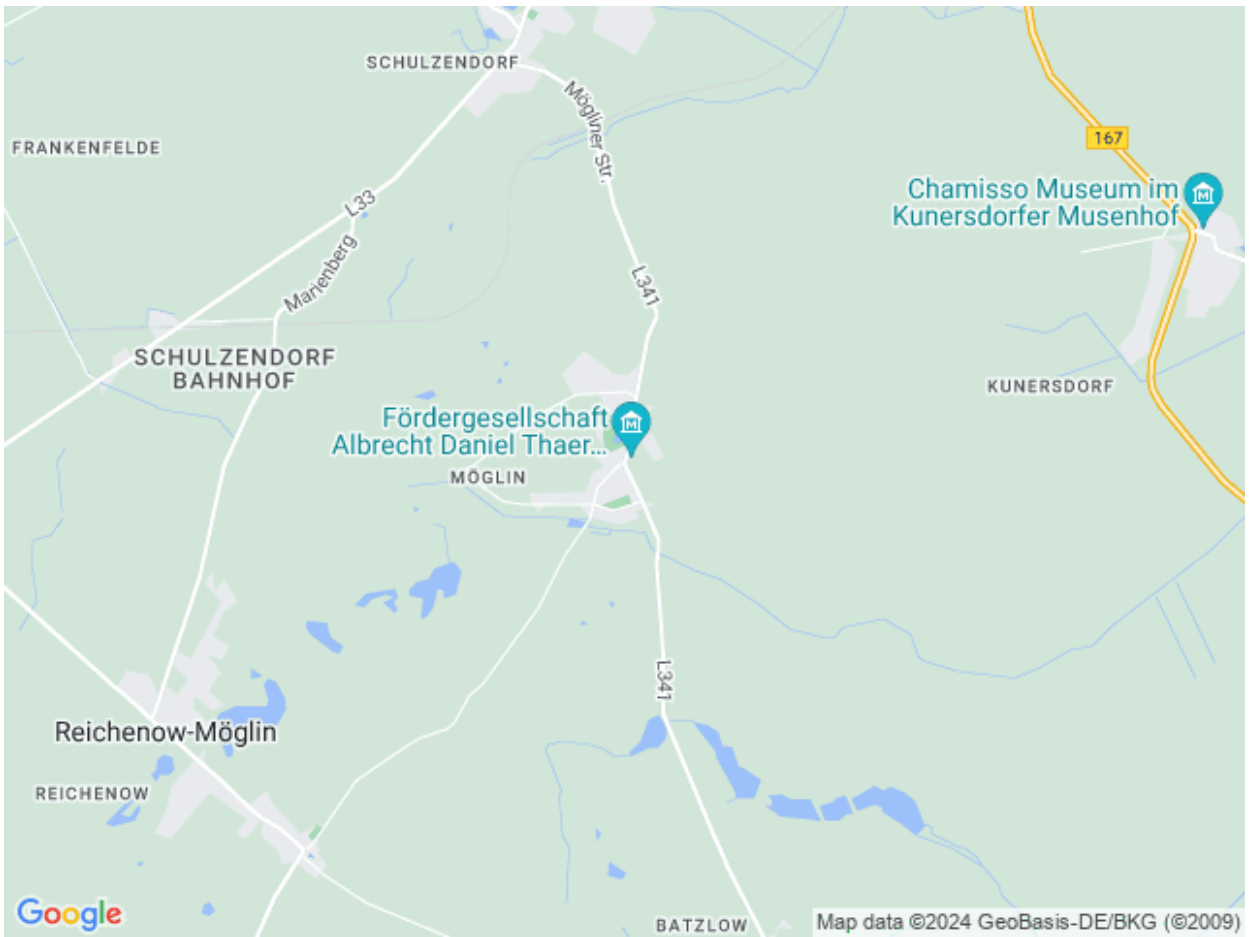 SCHULZENDORF
Mögliner Str.
FRANKENFELDE
167
Chamisso Museum im
Kunersdorfer Musenhof
L33
Marienberg
L341
SCHULZENDORF
BAHNHOF
KUNERSDORF
Fördergesellschaft
Albrecht Daniel Thaer...
MÖGLIN
L341
Reichenow-Möglin
REICHENOW
Google
BATZLOW
Map data ©2024 GeoBasis-DE/BKG (©2009)